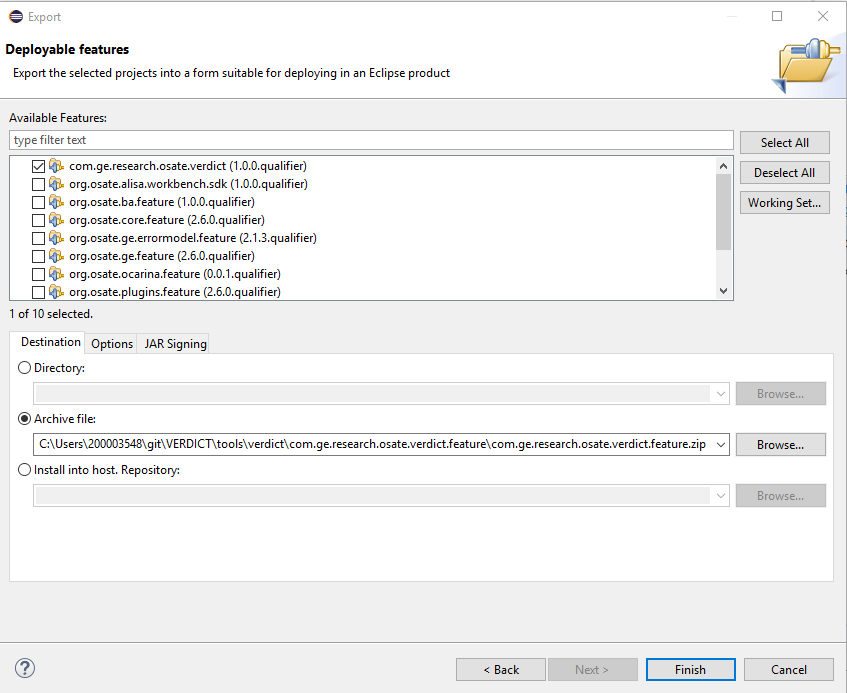 Export
Deployable features
Export the selected projects into a form suitable for deploying in an Eclipse product
Available Features:
type filter text
Select All
com.ge.research.osate.verdict (1.0.0.qualifier)
Deselect All
org.osate.alisa.workbench.sdk (1.0.0.qualifier)
Working Set...
org.osate.ba.feature (1.0.0.qualifier)
org.osate.core.feature (2.6.0.qualifier)
org.osate.ge.errormodel.feature (2.1.3.qualifier)
org.osate.ge.feature (2.6.0.qualifier)
org.osate.ocarina.feature (0.0.1.qualifier)
org.osate.plugins.feature (2.6.0.qualifier)
1 of 10 selected.
Destination Options JAR Signing
Directory:
Browse...
Archive file:
C:\Users\200003548\git\VERDICT\tools\verdict\com.ge.research.osate.verdict.feature\com.ge.research.osate.verdict.feature.zip Browse...
Install into host. Repository:
Browse...
? < Back Next > Finish Cancel